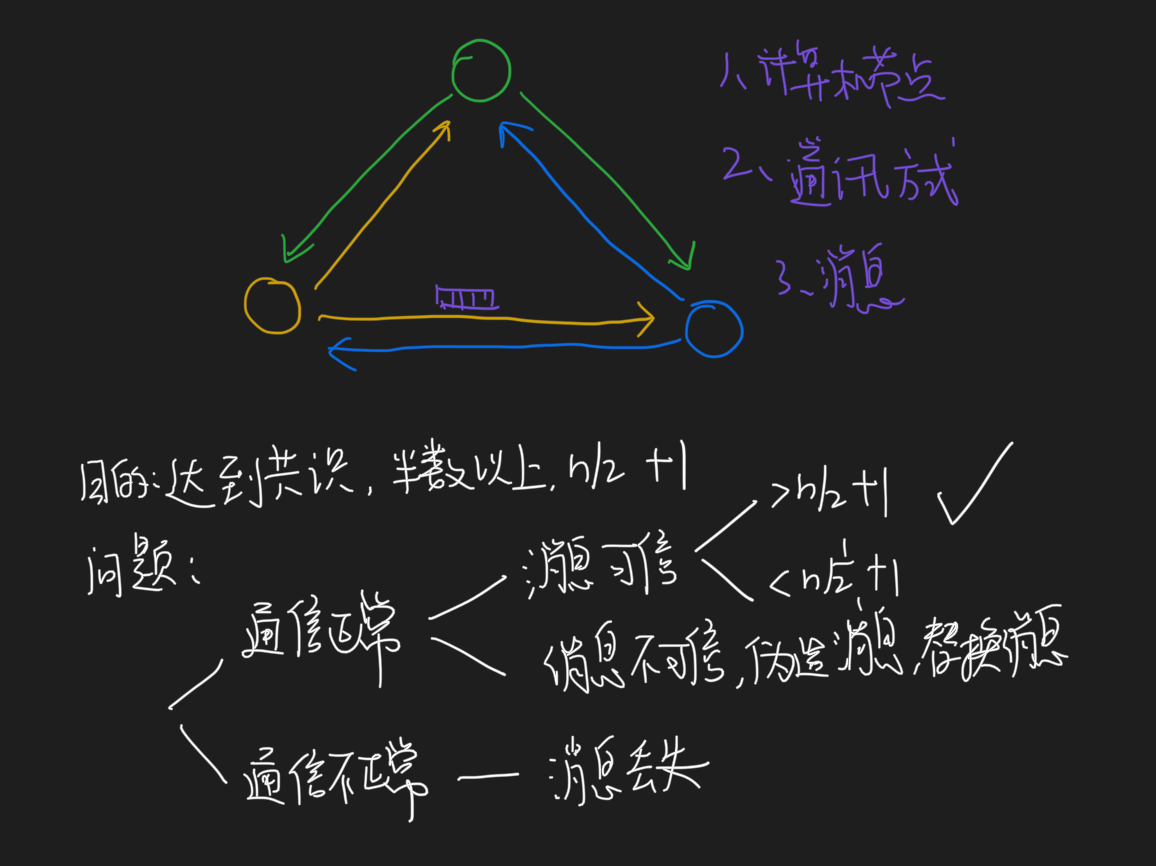 1、计算机节点
2、通讯方式
3、消息
目的:达到共识,半数以上,n/2 +1
问题:
通信正常
消息可信
>n/2+1
<n/2+1
消息不可信,伪造消息,替换消息
通信不正常 — 消息丢失